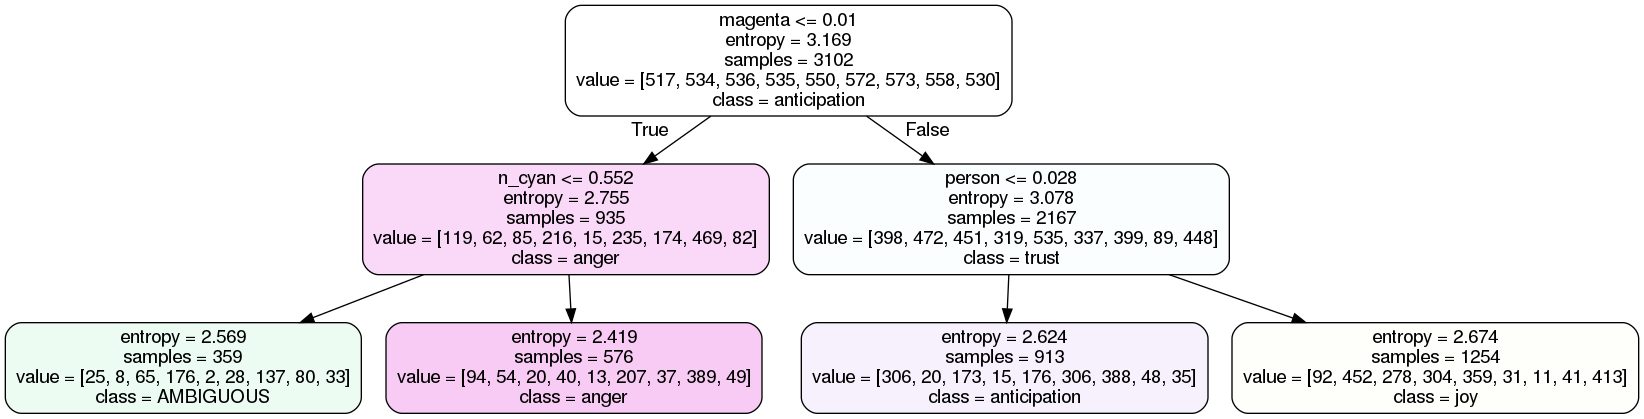 magenta <= 0.01
entropy = 3.169
samples = 3102
value = [517, 534, 536, 535, 550, 572, 573, 558, 530]
class = anticipation
True
False
n_cyan <= 0.552
entropy = 2.755
samples = 935
value = [119, 62, 85, 216, 15, 235, 174, 469, 82]
class = anger
person <= 0.028
entropy = 3.078
samples = 2167
value = [398, 472, 451, 319, 535, 337, 399, 89, 448]
class = trust
entropy = 2.569
samples = 359
value = [25, 8, 65, 176, 2, 28, 137, 80, 33]
class = AMBIGUOUS
entropy = 2.419
samples = 576
value = [94, 54, 20, 40, 13, 207, 37, 389, 49]
class = anger
entropy = 2.624
samples = 913
value = [306, 20, 173, 15, 176, 306, 388, 48, 35]
class = anticipation
entropy = 2.674
samples = 1254
value = [92, 452, 278, 304, 359, 31, 11, 41, 413]
class = joy